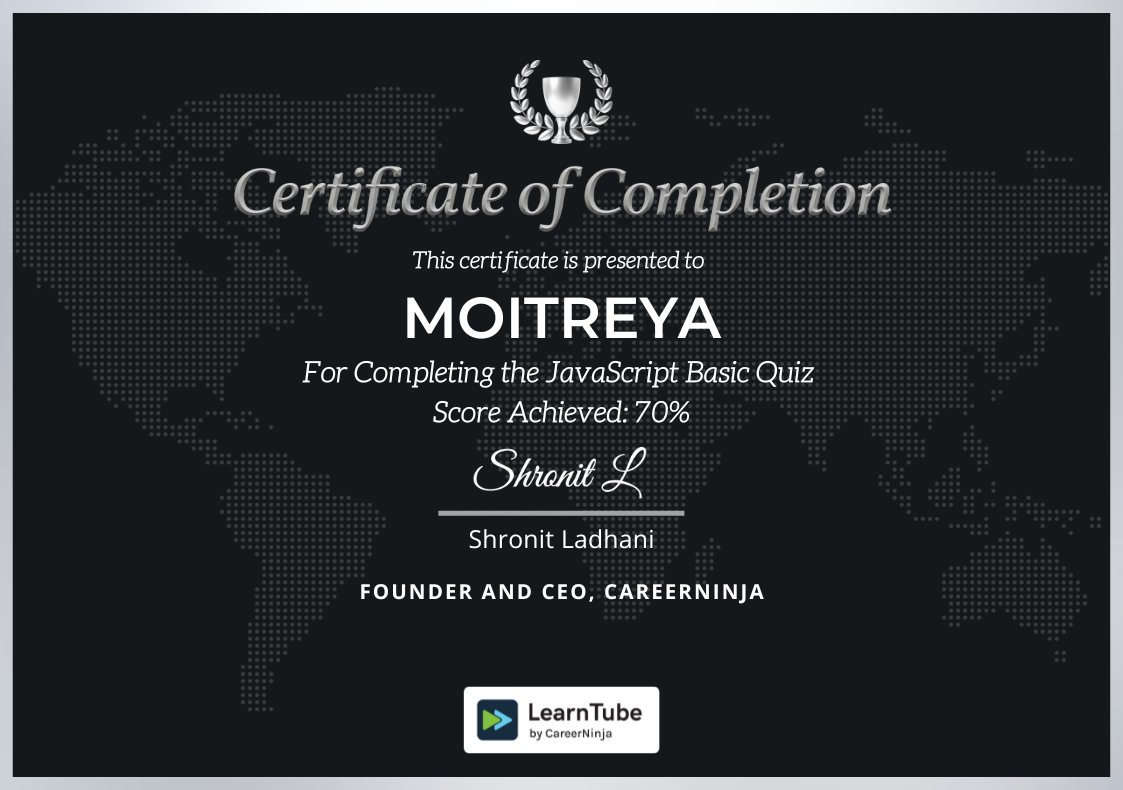 Certificate of Completion
This certificate is presented to
MOITREYA
For Completing the JavaScript Basic Quiz
Score Achieved: 70%
Shronit L
Shronit Ladhani
FOUNDER AND CEO, CAREERNINJA
LearnTube
by CareerNinja